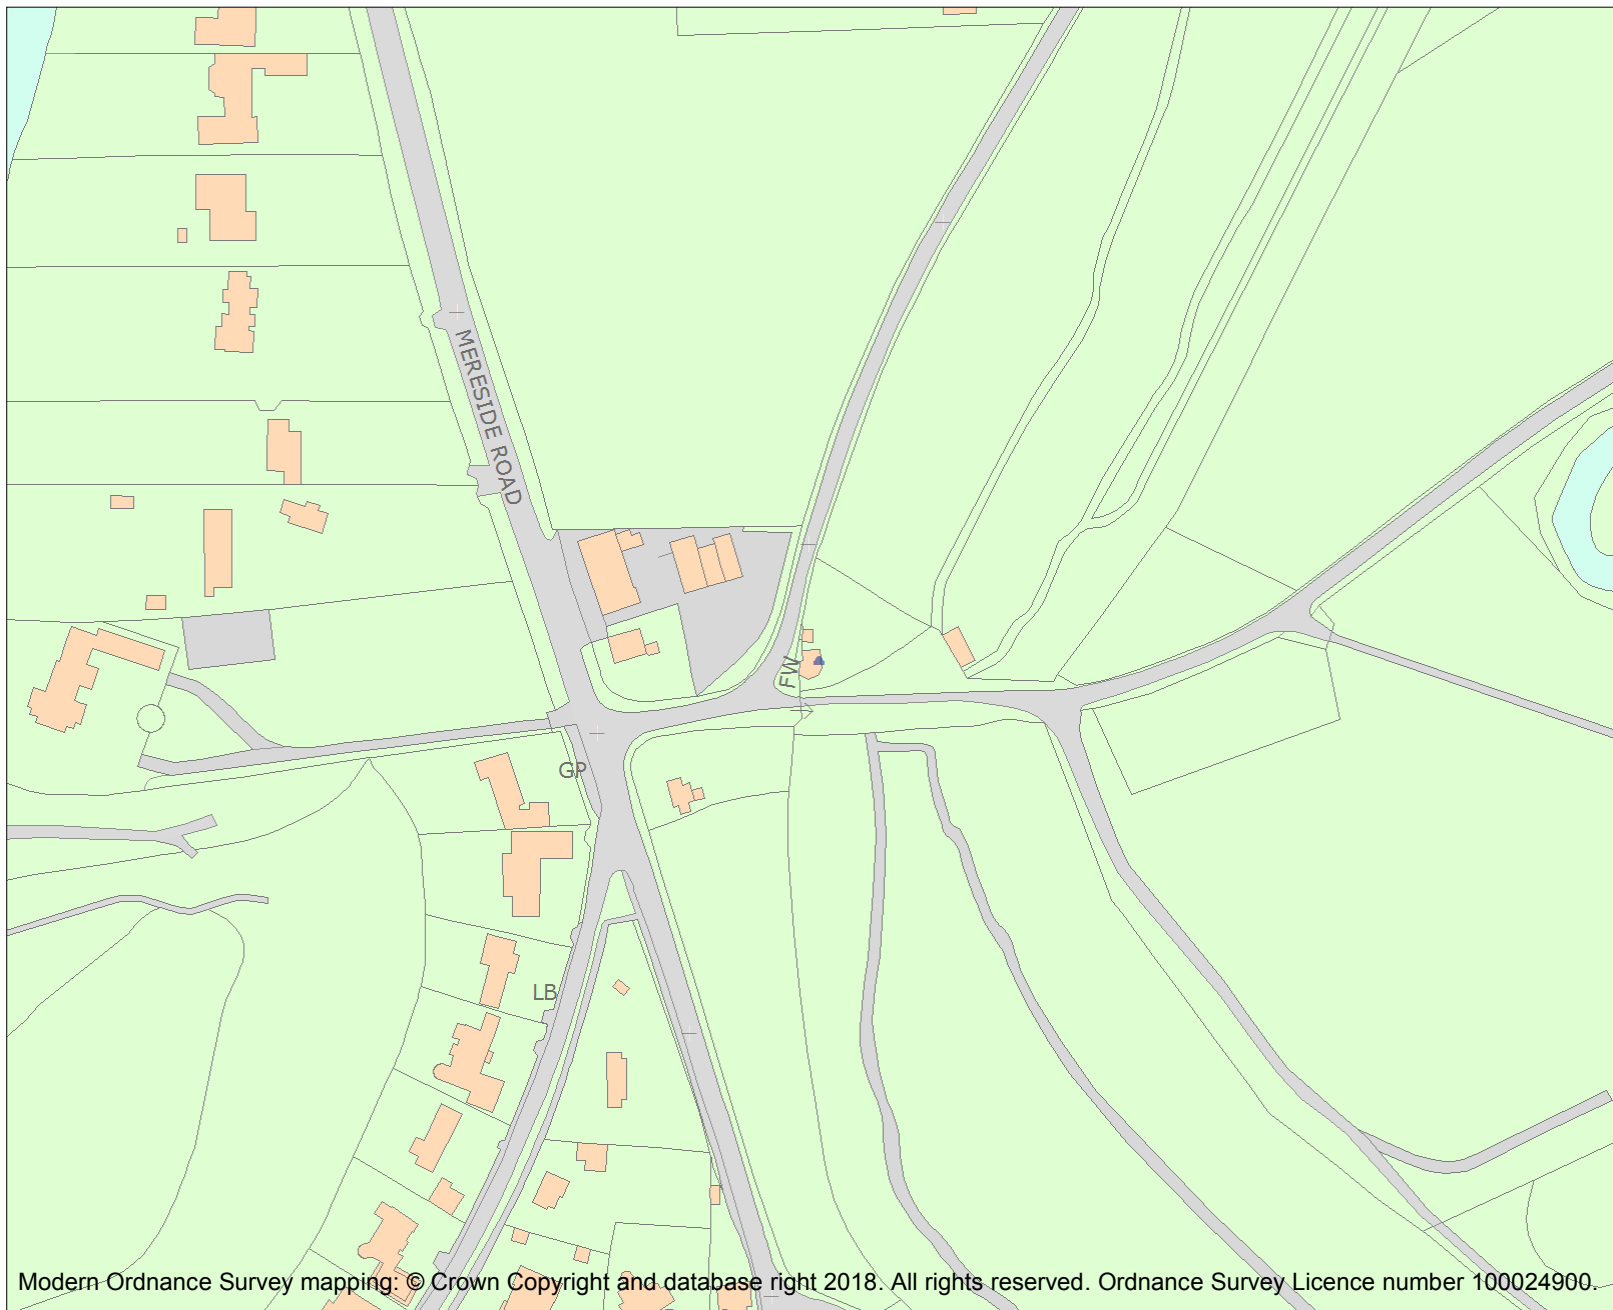 MERESIDE ROAD
FW
GP
LB
Modern Ordnance Survey mapping: © Crown Copyright and database right 2018. All rights reserved. Ordnance Survey Licence number 100024900.